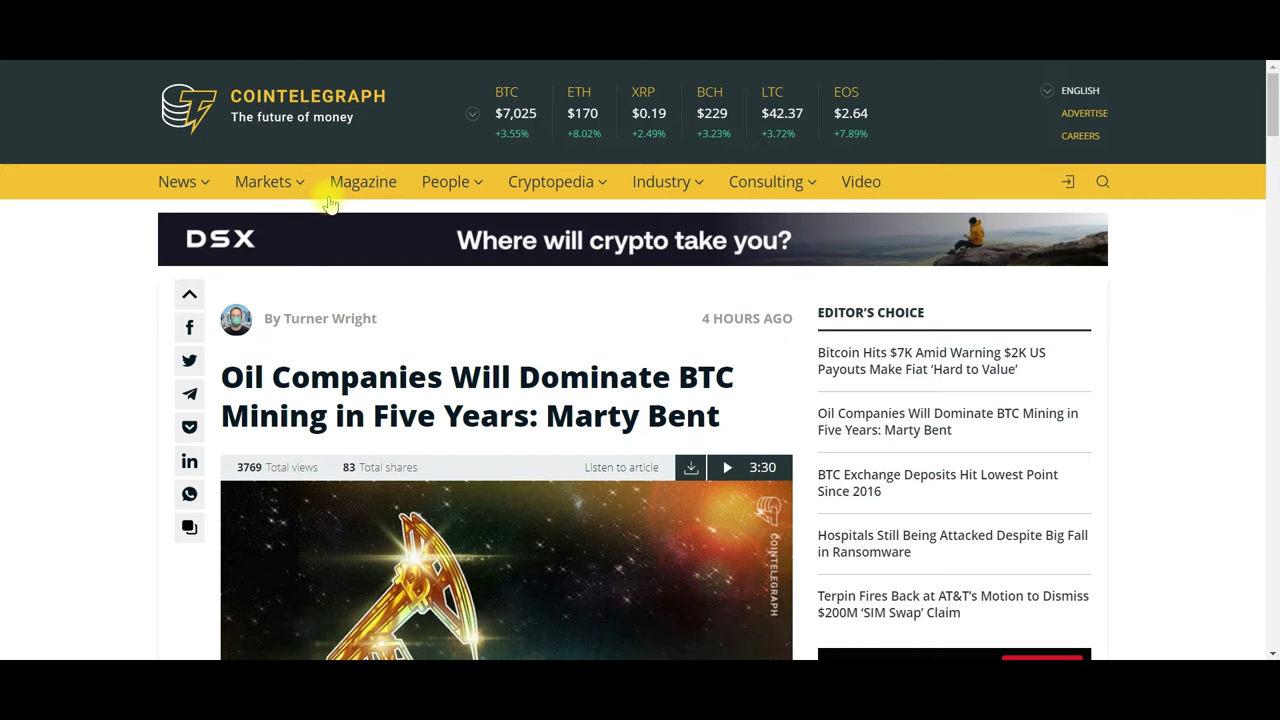 COINTELEGRAPH
The future of money
BTC
$7,025
+3.55%
ETH
$170
+8.02%
XRP
$0.19
+2.49%
BCH
$229
+3.23%
LTC
$42.37
+3.72%
EOS
$2.64
+7.89%
ENGLISH
ADVERTISE
CAREERS
News Markets Magazine People Cryptopedia Industry Consulting Video
DSX Where will crypto take you?
By Turner Wright 4 HOURS AGO
Oil Companies Will Dominate BTC
Mining in Five Years: Marty Bent
3769 Total views 83 Total shares Listen to article 3:30
COINTELEGRAPH
EDITOR'S CHOICE
Bitcoin Hits $7K Amid Warning $2K US
Payouts Make Fiat ‘Hard to Value’
Oil Companies Will Dominate BTC Mining in
Five Years: Marty Bent
BTC Exchange Deposits Hit Lowest Point
Since 2016
Hospitals Still Being Attacked Despite Big Fall
in Ransomware
Terpin Fires Back at AT&T’s Motion to Dismiss
$200M ‘SIM Swap’ Claim